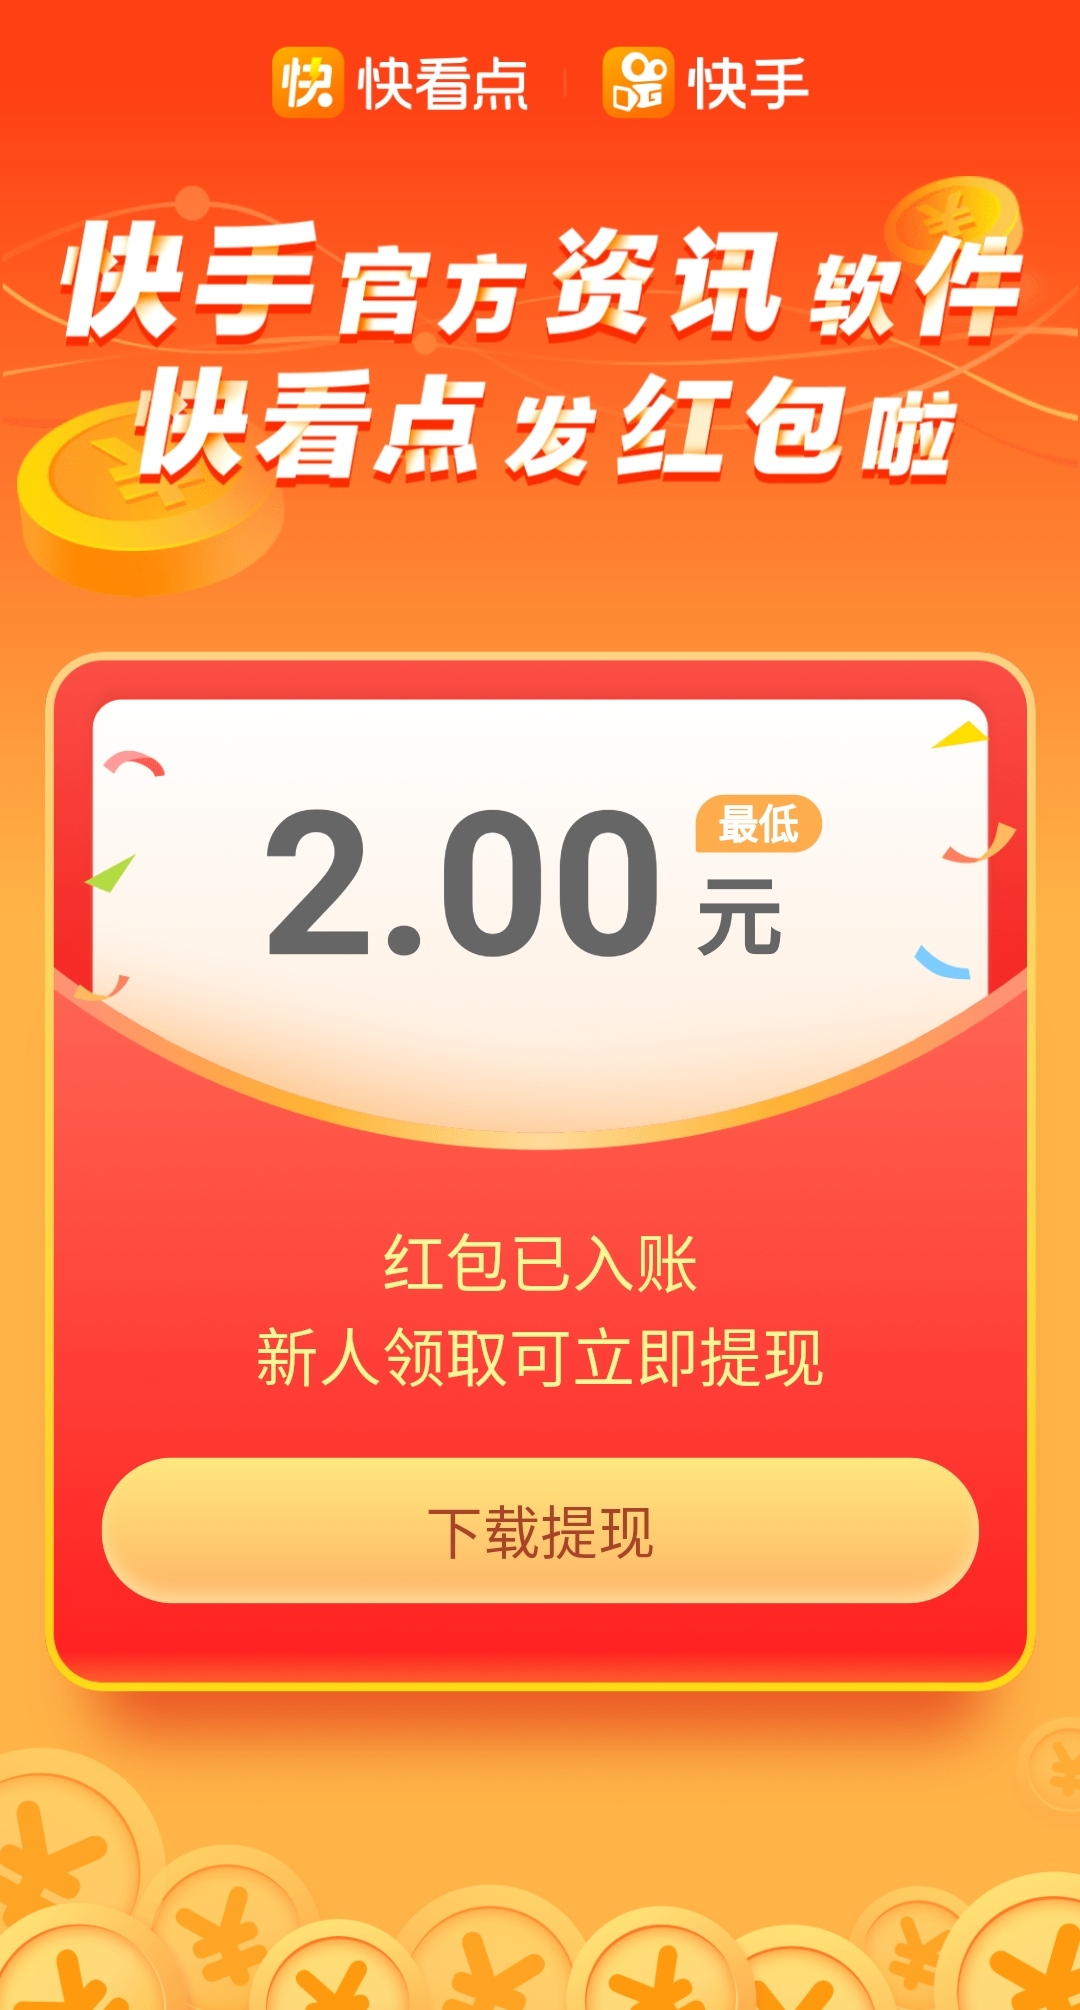 快看点 快手
快手官方资讯软件
快看点发红包啦
最低
2.00元
红包已入账
新人领取可立即提现
下载提现